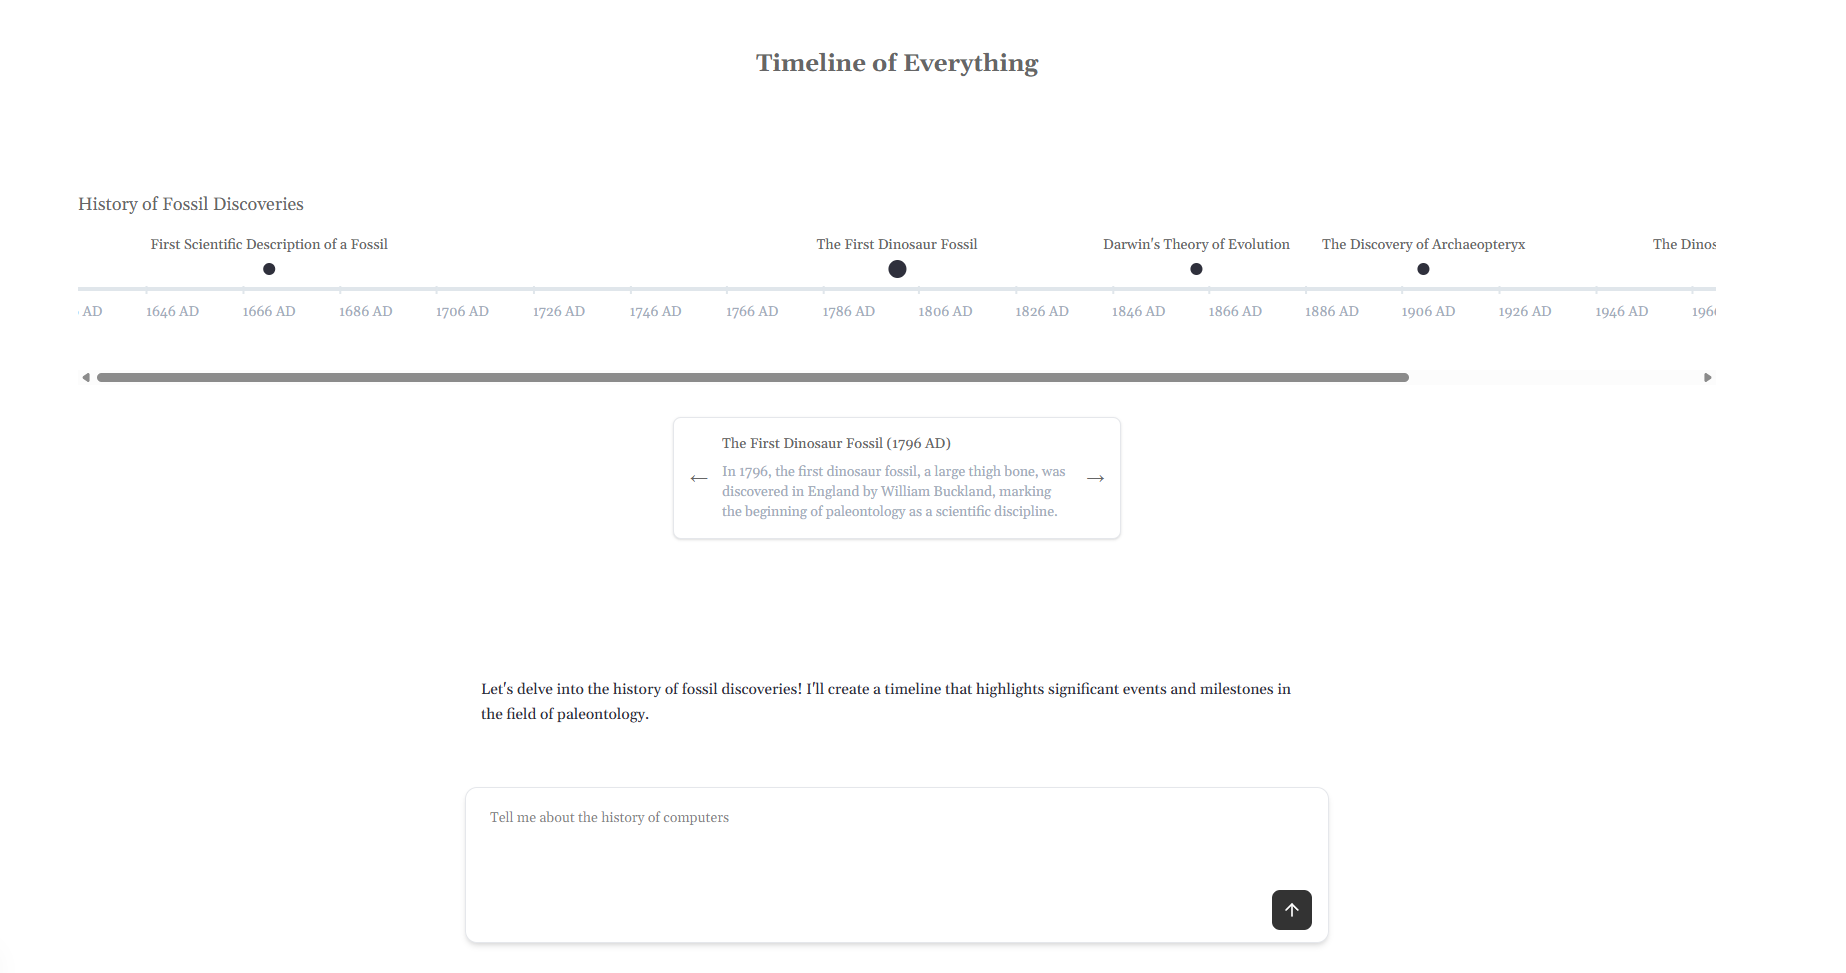 Timeline of Everything
History of Fossil Discoveries
First Scientific Description of a Fossil The First Dinosaur Fossil Darwin's Theory of Evolution The Discovery of Archaeopteryx The Dinos
AD 1646 AD 1666 AD 1686 AD 1706 AD 1726 AD 1746 AD 1766 AD 1786 AD 1806 AD 1826 AD 1846 AD 1866 AD 1886 AD 1906 AD 1926 AD 1946 AD 196
The First Dinosaur Fossil (1796 AD)
In 1796, the first dinosaur fossil, a large thigh bone, was
discovered in England by William Buckland, marking
the beginning of paleontology as a scientific discipline.
Let's delve into the history of fossil discoveries! I'll create a timeline that highlights significant events and milestones in
the field of paleontology.
Tell me about the history of computers